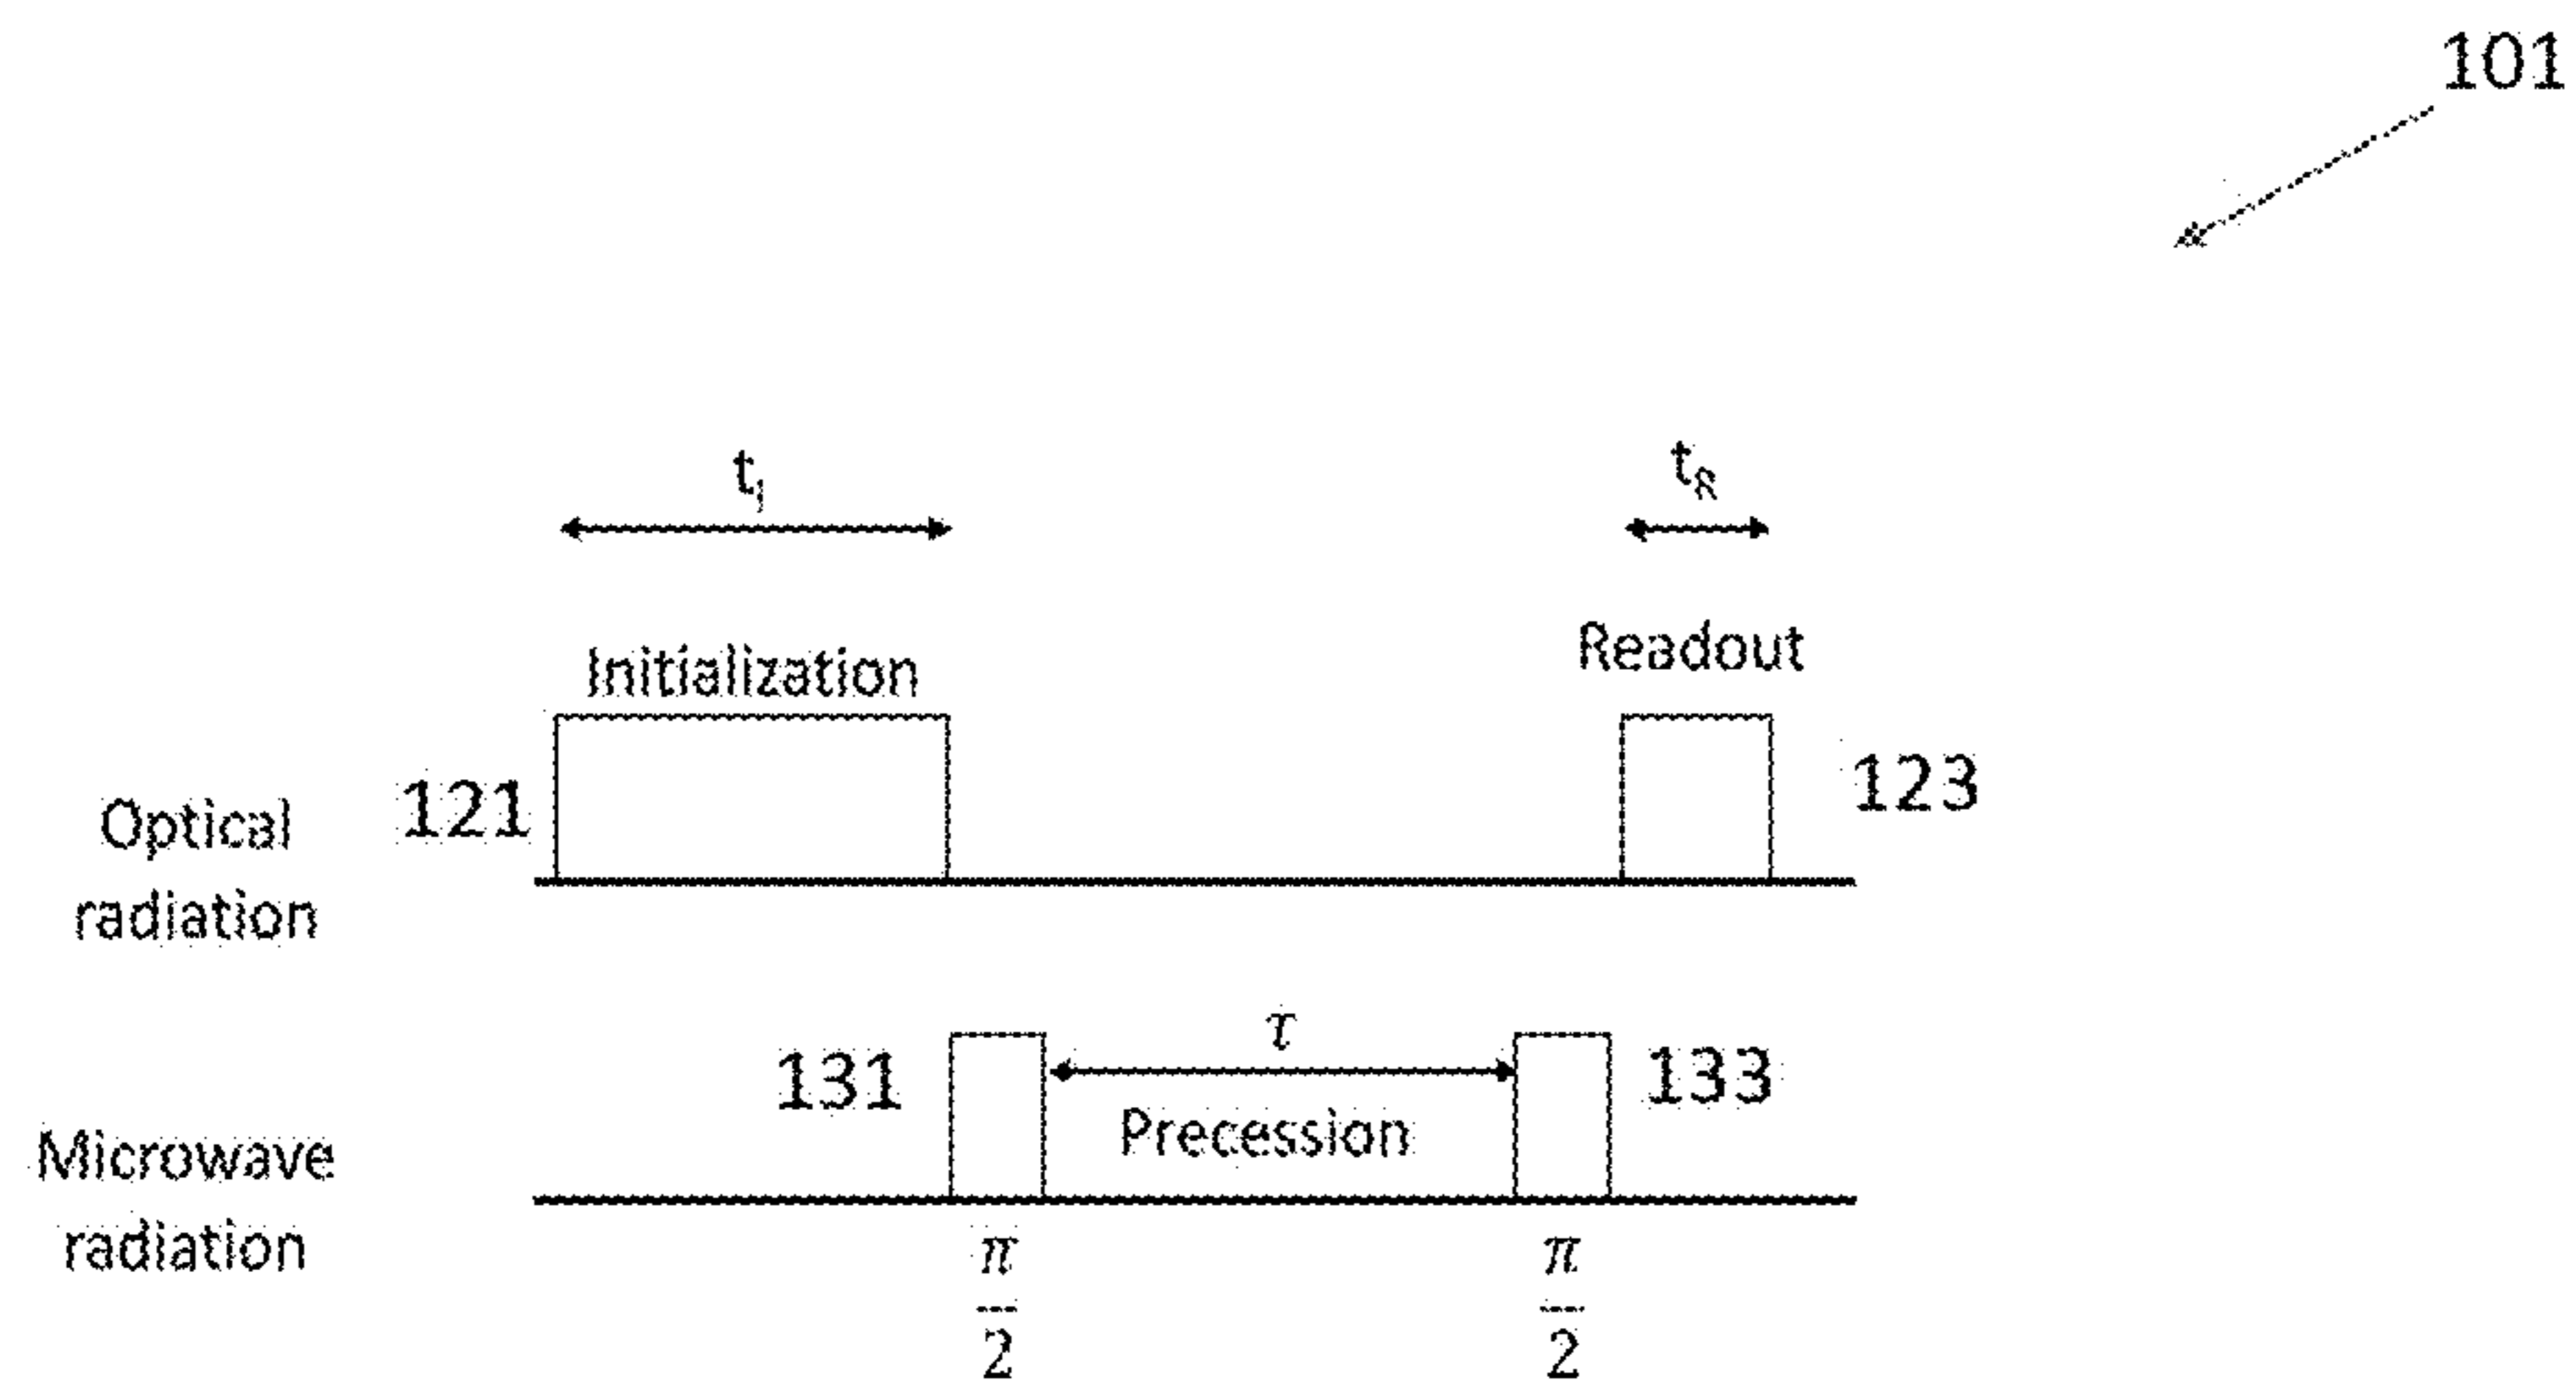 101
t_I
t_R
Initialization
Readout
121
123
Optical
radiation
τ
131
133
Precession
Microwave
radiation
π/2
π/2